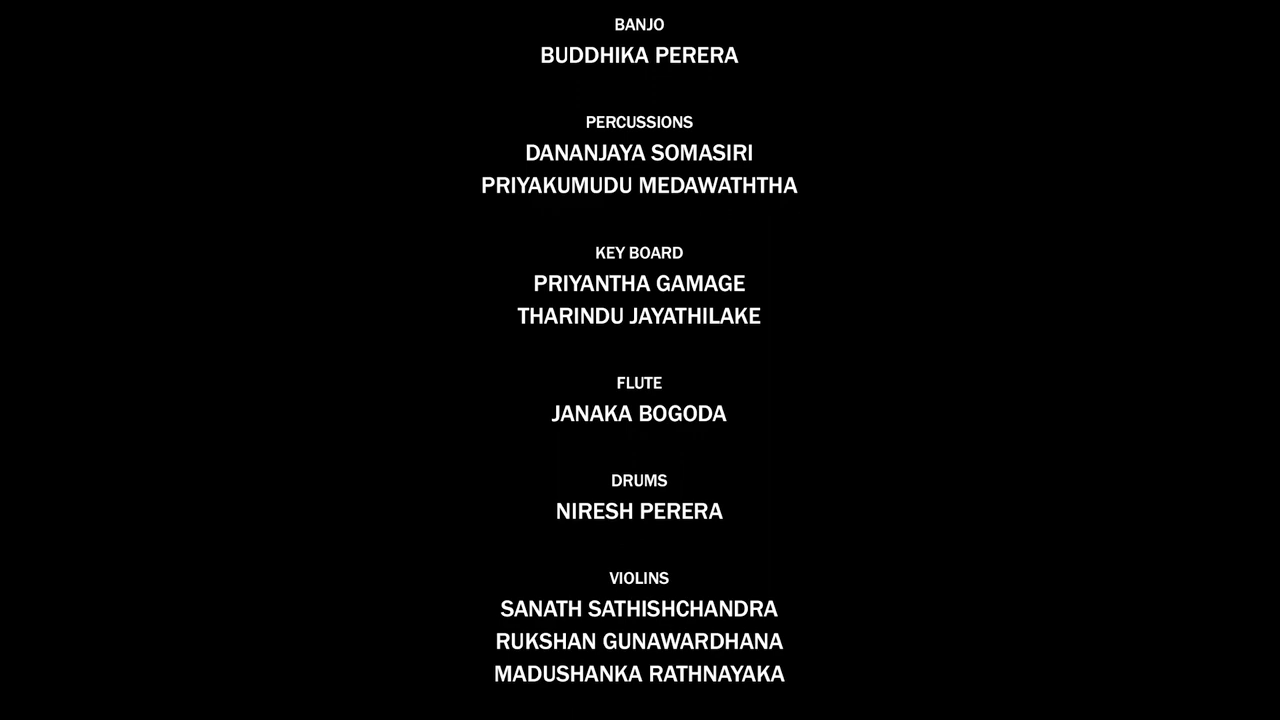 BANJO
BUDDHIKA PERERA
PERCUSSIONS
DANANJAYA SOMASIRI
PRIYAKUMUDU MEDAWATHTHA
KEY BOARD
PRIYANTHA GAMAGE
THARINDU JAYATHILAKE
FLUTE
JANAKA BOGODA
DRUMS
NIRESH PERERA
VIOLINS
SANATH SATHISHCHANDRA
RUKSHAN GUNAWARDHANA
MADUSHANKA RATHNAYAKA